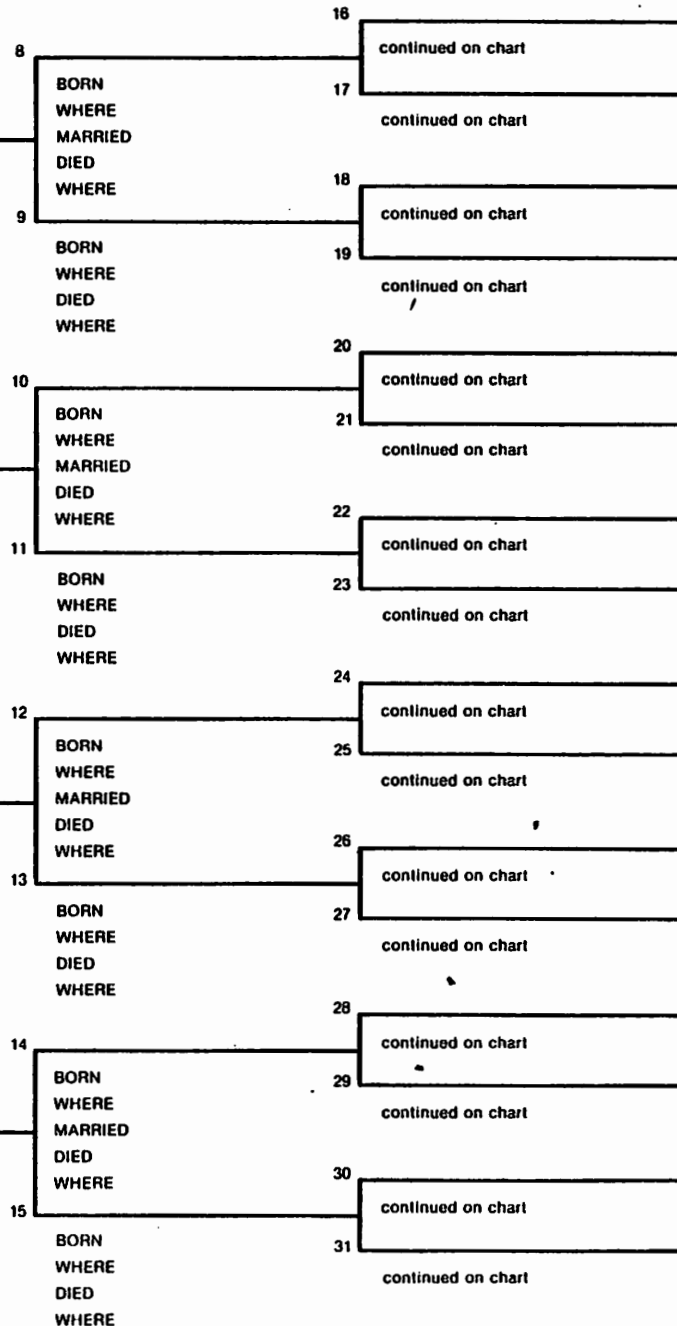 16
continued on chart
8
BORN
WHERE
MARRIED
DIED
WHERE
17
continued on chart
18
continued on chart
9
BORN
WHERE
DIED
WHERE
19
continued on chart
20
continued on chart
10
BORN
WHERE
MARRIED
DIED
WHERE
21
continued on chart
22
continued on chart
11
BORN
WHERE
DIED
WHERE
23
continued on chart
24
continued on chart
12
BORN
WHERE
MARRIED
DIED
WHERE
25
continued on chart
26
continued on chart
13
BORN
WHERE
DIED
WHERE
27
continued on chart
28
continued on chart
14
BORN
WHERE
MARRIED
DIED
WHERE
29
continued on chart
30
continued on chart
15
BORN
WHERE
DIED
WHERE
31
continued on chart